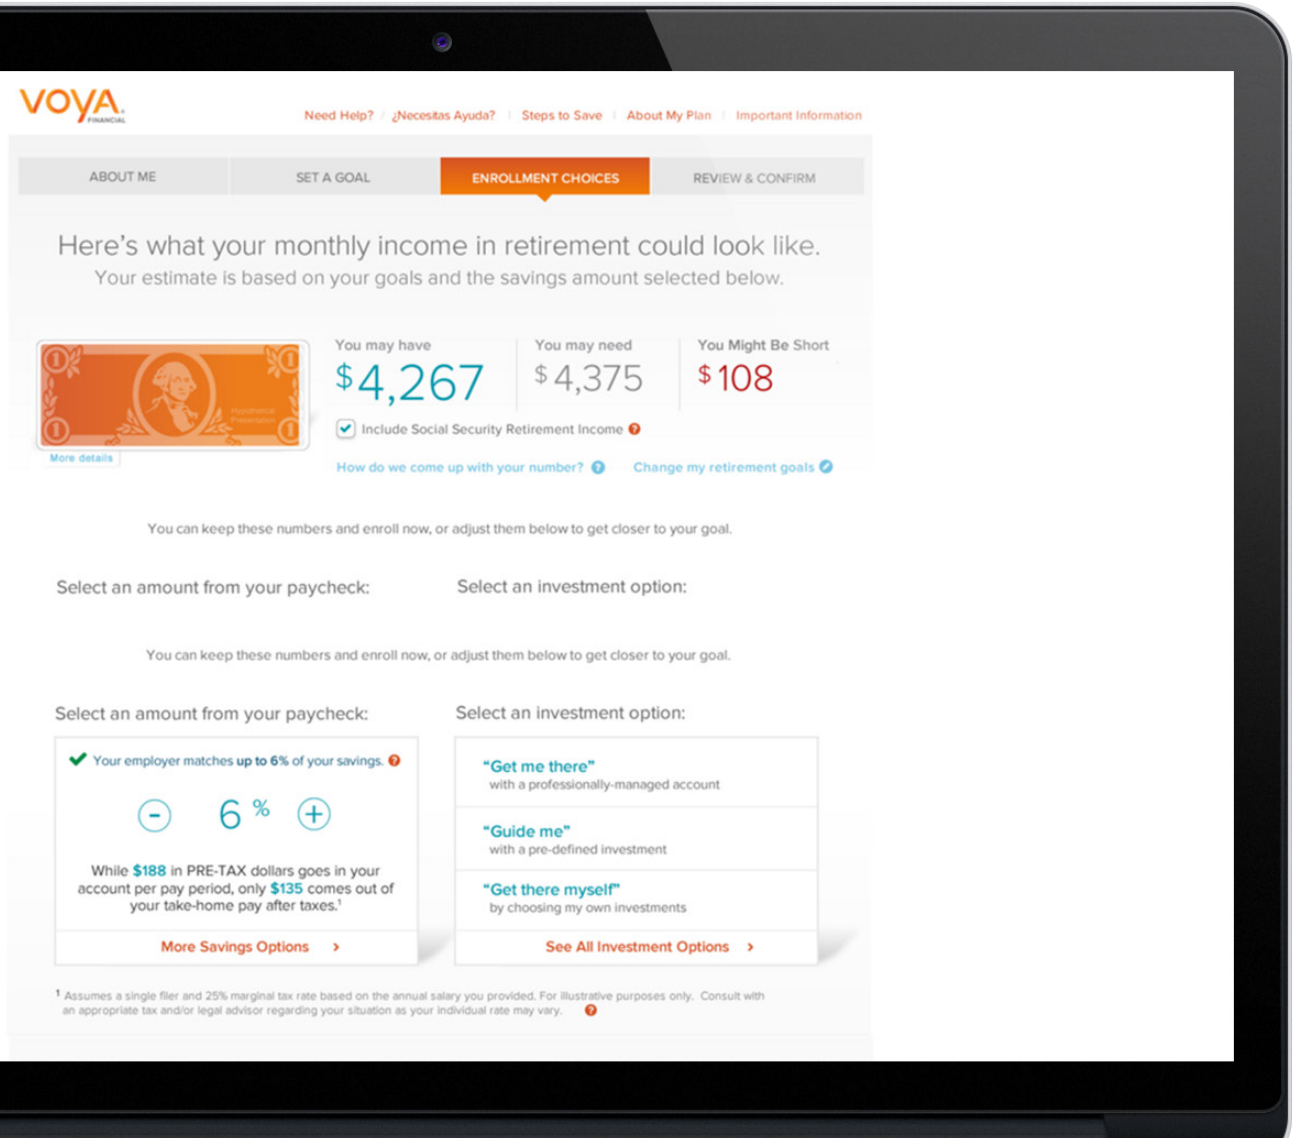 VOYA.
FINANCIAL
Need Help? / ¿Necesitas Ayuda? | Steps to Save | About My Plan | Important Information
ABOUT ME SET A GOAL ENROLLMENT CHOICES REVIEW & CONFIRM
Here's what your monthly income in retirement could look like.
Your estimate is based on your goals and the savings amount selected below.
You may have You may need You Might Be Short
$4,267 $4,375 $108
1 1
Hypothetical
Presentation
1 1
Include Social Security Retirement Income ?
More details
How do we come up with your number? ? Change my retirement goals
You can keep these numbers and enroll now, or adjust them below to get closer to your goal.
Select an amount from your paycheck: Select an investment option:
You can keep these numbers and enroll now, or adjust them below to get closer to your goal.
Select an amount from your paycheck: Select an investment option:
Your employer matches up to 6% of your savings. ?
- 6 % +
While $188 in PRE-TAX dollars goes in your
account per pay period, only $135 comes out of
your take-home pay after taxes.¹
More Savings Options >
“Get me there”
with a professionally-managed account
“Guide me”
with a pre-defined investment
“Get there myself”
by choosing my own investments
See All Investment Options >
¹ Assumes a single filer and 25% marginal tax rate based on the annual salary you provided. For illustrative purposes only. Consult with
an appropriate tax and/or legal advisor regarding your situation as your individual rate may vary. ?